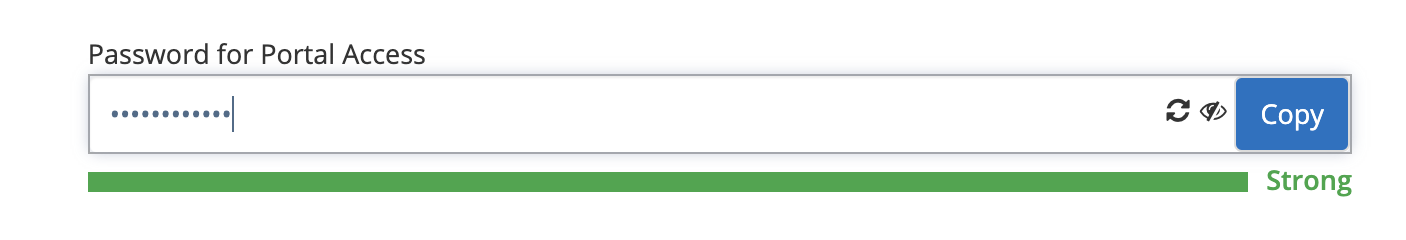 Password for Portal Access
••••••••••••
Copy
Strong